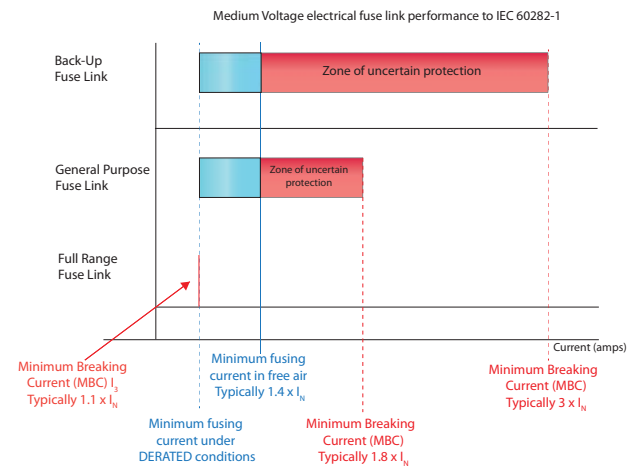 Medium Voltage electrical fuse link performance to IEC 60282-1
Back-Up
Fuse Link
Zone of uncertain protection
General Purpose
Fuse Link
Zone of uncertain
protection
Full Range
Fuse Link
Current (amps)
Minimum Breaking
Current (MBC) I3
Typically 1.1 x IN
Minimum fusing
current in free air
Typically 1.4 x IN
Minimum Breaking
Current (MBC)
Typically 3 x IN
Minimum fusing
current under
DERATED conditions
Minimum Breaking
Current (MBC)
Typically 1.8 x IN